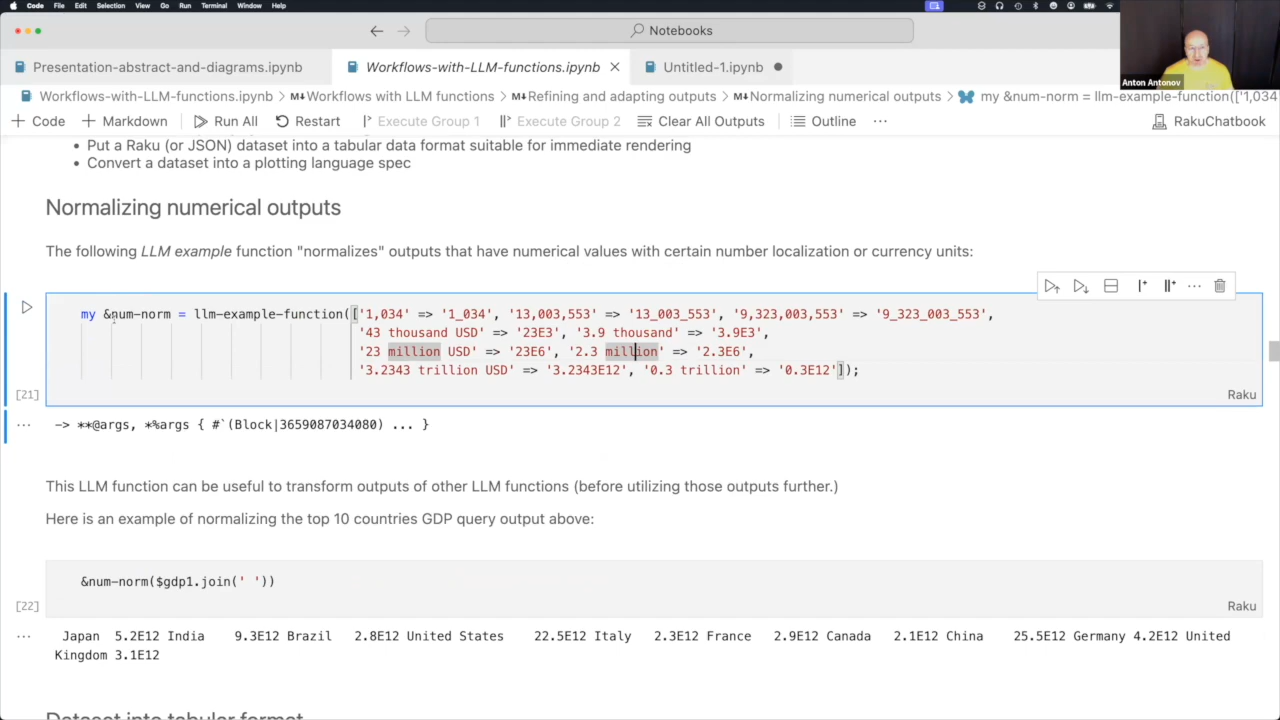 Code File Edit Selection View Go Run Terminal Window Help
Notebooks
Presentation-abstract-and-diagrams.ipynb Workflows-with-LLM-functions.ipynb Untitled-1.ipynb
Anton Antonov
Workflows-with-LLM-functions.ipynb > M↓Workflows with LLM functions > M↓Refining and adapting outputs > M↓Normalizing numerical outputs > my &num-norm = llm-example-function(['1,034
+ Code + Markdown Run All Restart Execute Group 1 Execute Group 2 Clear All Outputs Outline ··· RakuChatbook
• Put a Raku (or JSON) dataset into a tabular data format suitable for immediate rendering
• Convert a dataset into a plotting language spec
Normalizing numerical outputs
The following LLM example function "normalizes" outputs that have numerical values with certain number localization or currency units:
my &num-norm = llm-example-function(['1,034' => '1_034', '13,003,553' => '13_003_553', '9,323,003,553' => '9_323_003_553',
'43 thousand USD' => '23E3', '3.9 thousand' => '3.9E3',
'23 million USD' => '23E6', '2.3 million' => '2.3E6',
'3.2343 trillion USD' => '3.2343E12', '0.3 trillion' => '0.3E12']);
[21]
Raku
··· -> **@args, *%args { #`(Block|3659087034080) ... }
This LLM function can be useful to transform outputs of other LLM functions (before utilizing those outputs further.)
Here is an example of normalizing the top 10 countries GDP query output above:
&num-norm($gdp1.join(' '))
[22]
Raku
··· Japan 5.2E12 India 9.3E12 Brazil 2.8E12 United States 22.5E12 Italy 2.3E12 France 2.9E12 Canada 2.1E12 China 25.5E12 Germany 4.2E12 United
Kingdom 3.1E12
Dataset into tabular format